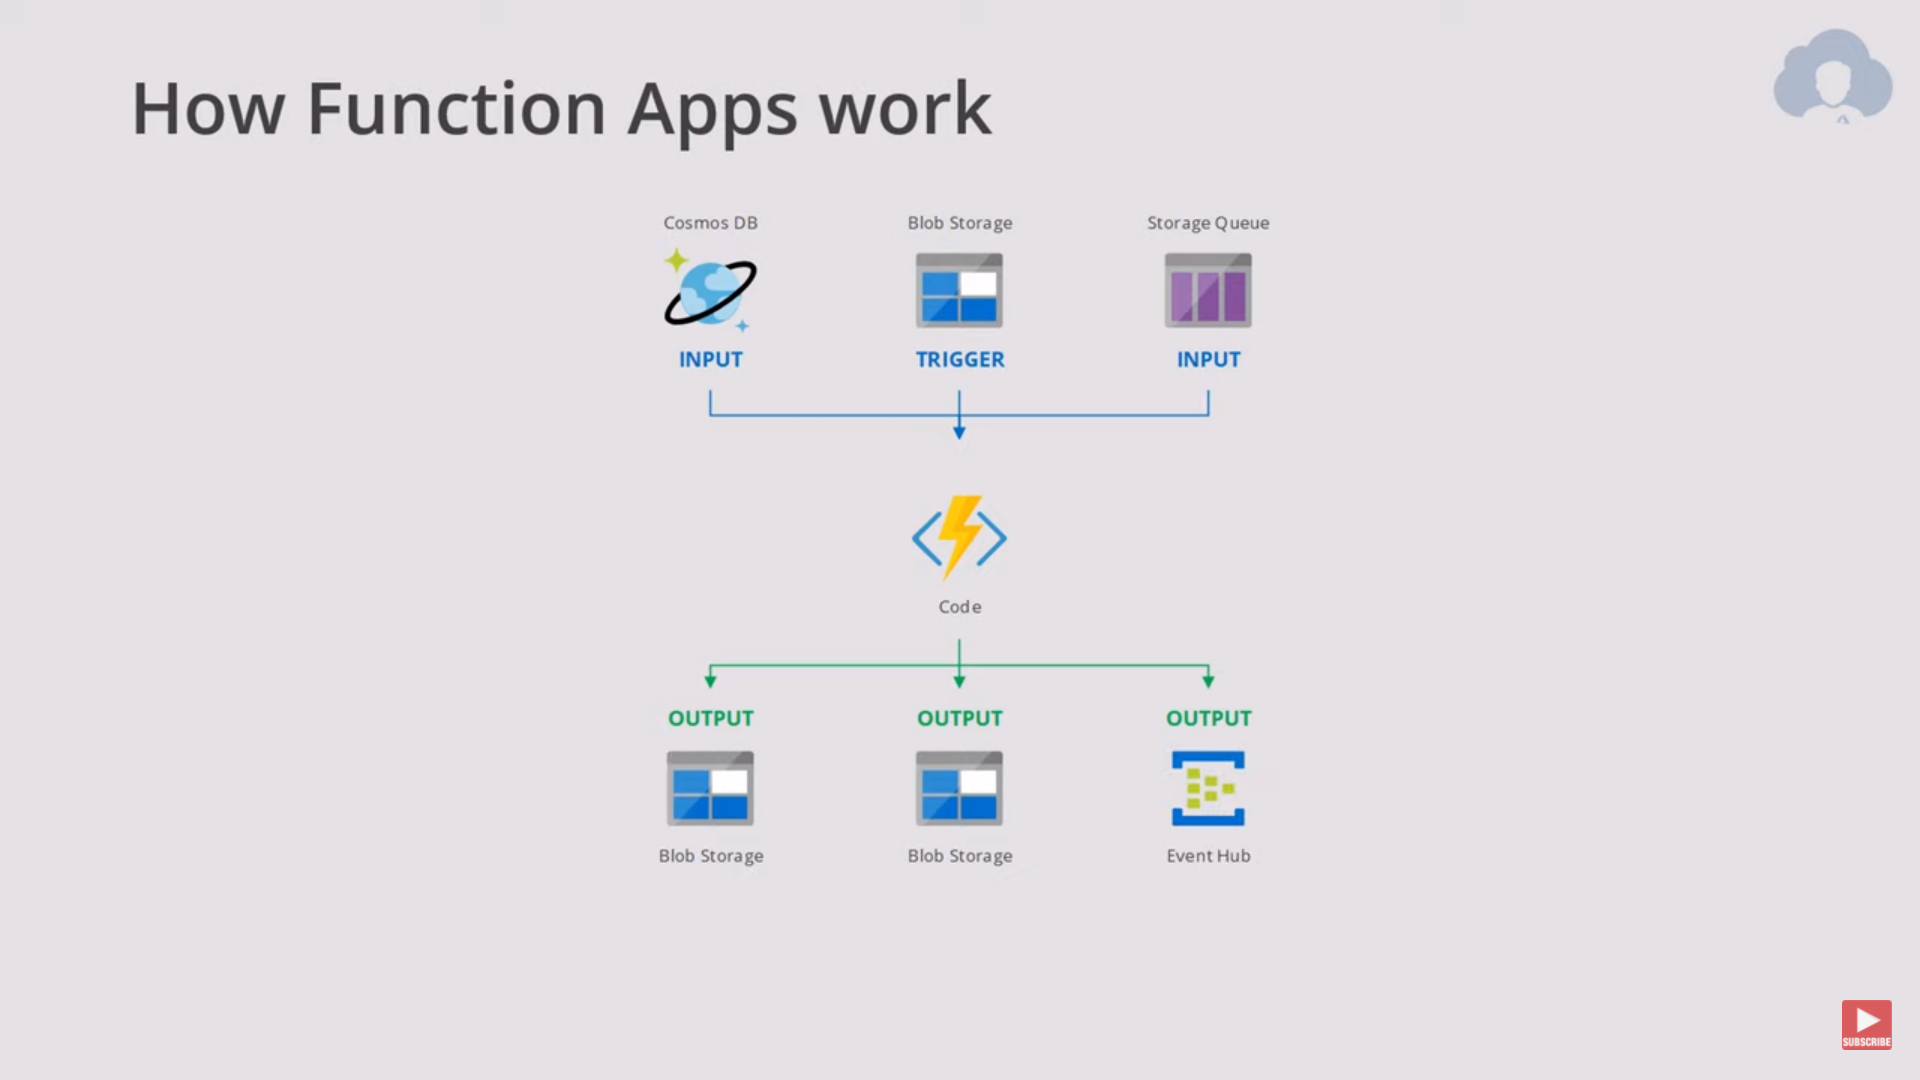 How Function Apps work
Cosmos DB
Blob Storage
Storage Queue
INPUT
TRIGGER
INPUT
Code
OUTPUT
OUTPUT
OUTPUT
Blob Storage
Blob Storage
Event Hub
SUBSCRIBE